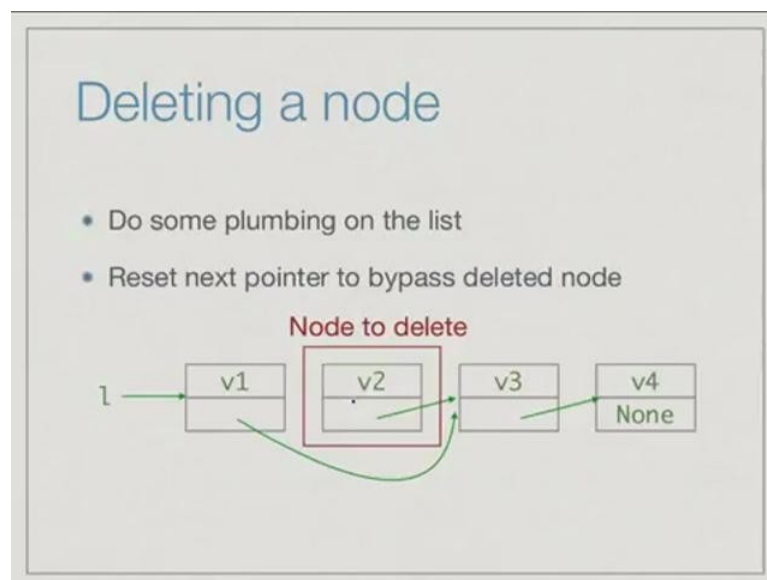 Deleting a node
• Do some plumbing on the list
• Reset next pointer to bypass deleted node
Node to delete
l v1 v2 v3 v4
None